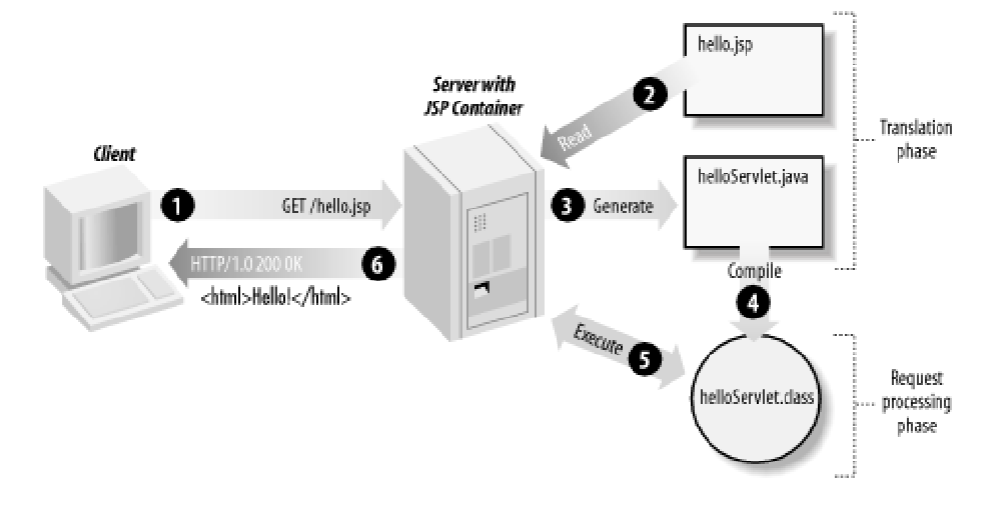 hello.jsp
Server with
JSP Container
2
Read
Translation
phase
Client
helloServlet.java
1
GET /hello.jsp
3
Generate
HTTP/1.0 200 OK
6
<html>Hello!</html>
Compile
4
Execute
5
helloServlet.class
Request
processing
phase